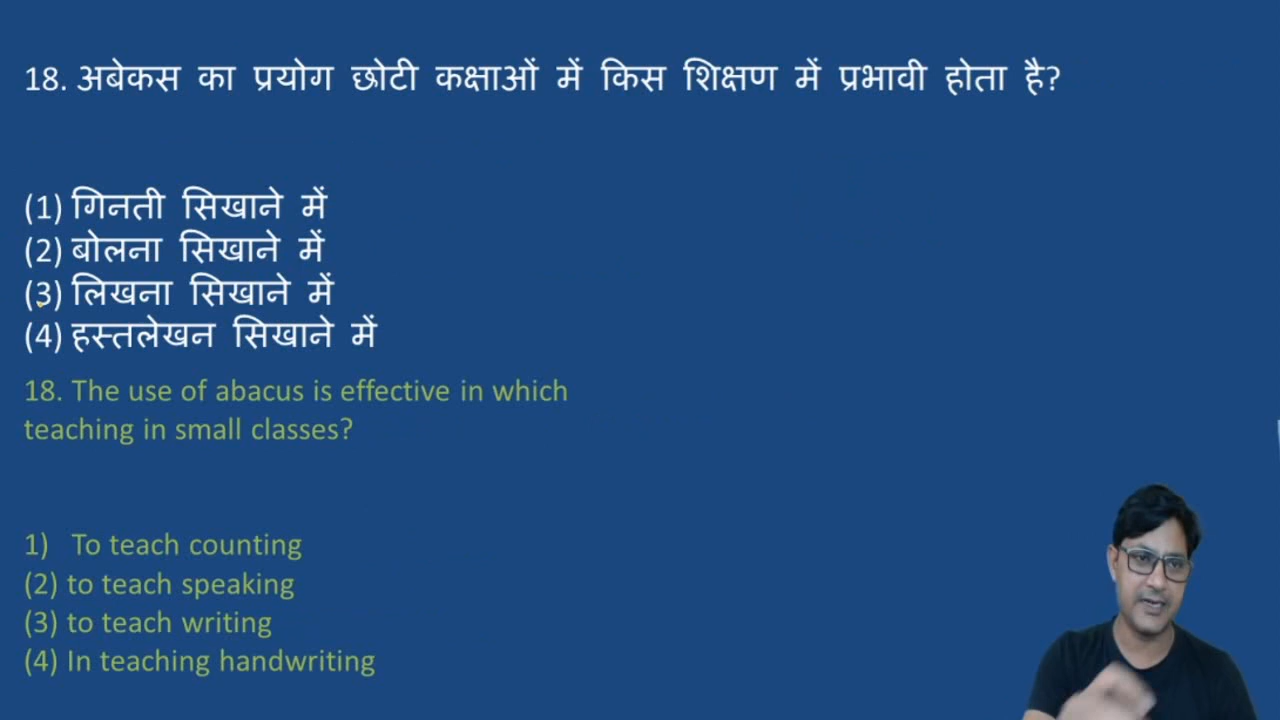 18. अबेकस का प्रयोग छोटी कक्षाओं में किस शिक्षण में प्रभावी होता है?
(1) गिनती सिखाने में
(2) बोलना सिखाने में
(3) लिखना सिखाने में
(4) हस्तलेखन सिखाने में
18. The use of abacus is effective in which
teaching in small classes?
1) To teach counting
(2) to teach speaking
(3) to teach writing
(4) In teaching handwriting